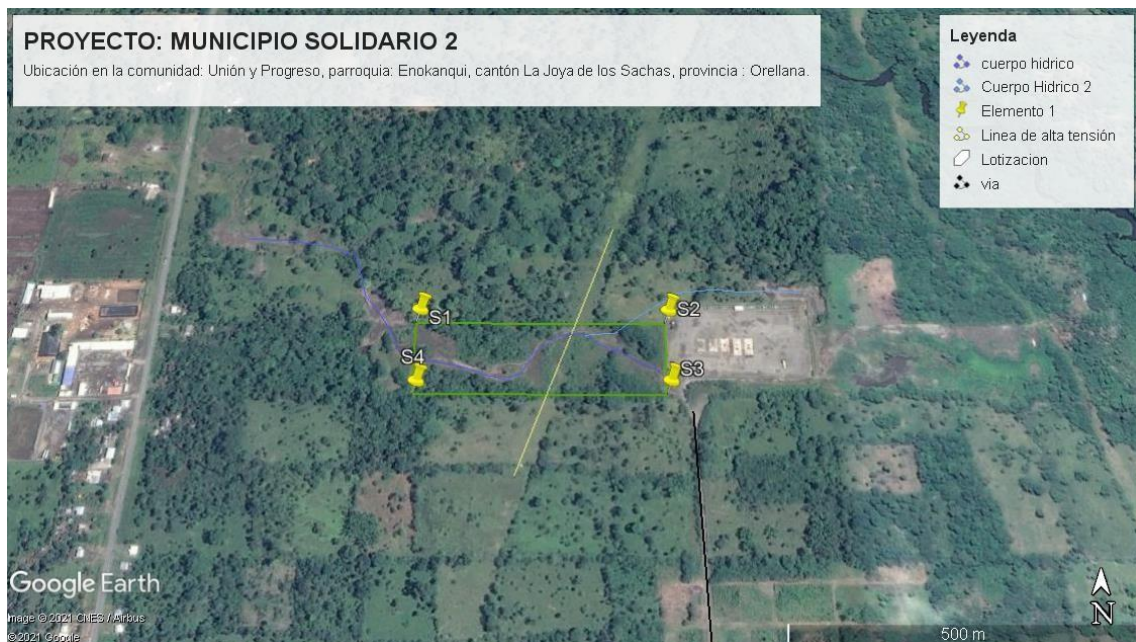 PROYECTO: MUNICIPIO SOLIDARIO 2
Ubicación en la comunidad: Unión y Progreso, parroquia: Enokanqui, cantón La Joya de los Sachas, provincia : Orellana.
Leyenda
cuerpo hidrico
Cuerpo Hidrico 2
Elemento 1
Linea de alta tensión
Lotizacion
via
S1
S2
S4
S3
Google Earth
Image © 2021 CNES / Airbus
©2021 Google
N
500 m